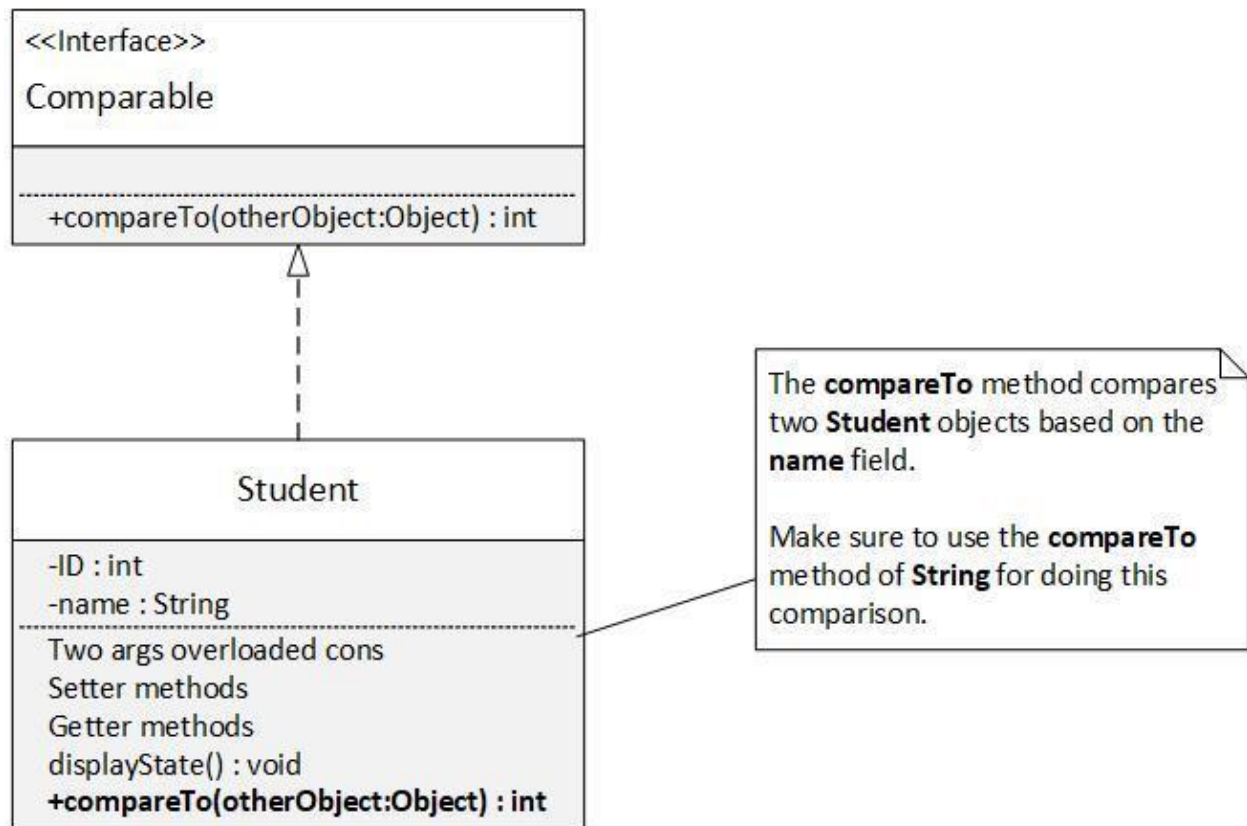 <<Interface>>
Comparable
+compareTo(otherObject:Object) : int
Student
-ID : int
-name : String
Two args overloaded cons
Setter methods
Getter methods
displayState() : void
+compareTo(otherObject:Object) : int
The compareTo method compares
two Student objects based on the
name field.
Make sure to use the compareTo
method of String for doing this
comparison.